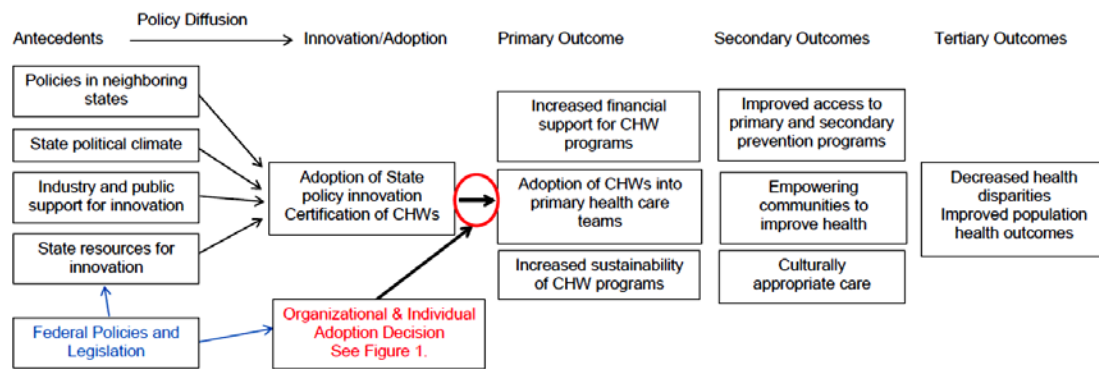 Policy Diffusion
Antecedents
Innovation/Adoption
Primary Outcome
Secondary Outcomes
Tertiary Outcomes
Policies in neighboring
states
State political climate
Industry and public
support for innovation
State resources for
innovation
Federal Policies and
Legislation
Adoption of State
policy innovation
Certification of CHWs
Organizational & Individual
Adoption Decision
See Figure 1.
Increased financial
support for CHW
programs
Adoption of CHWs into
primary health care
teams
Increased sustainability
of CHW programs
Improved access to
primary and secondary
prevention programs
Empowering
communities to
improve health
Culturally
appropriate care
Decreased health
disparities
Improved population
health outcomes